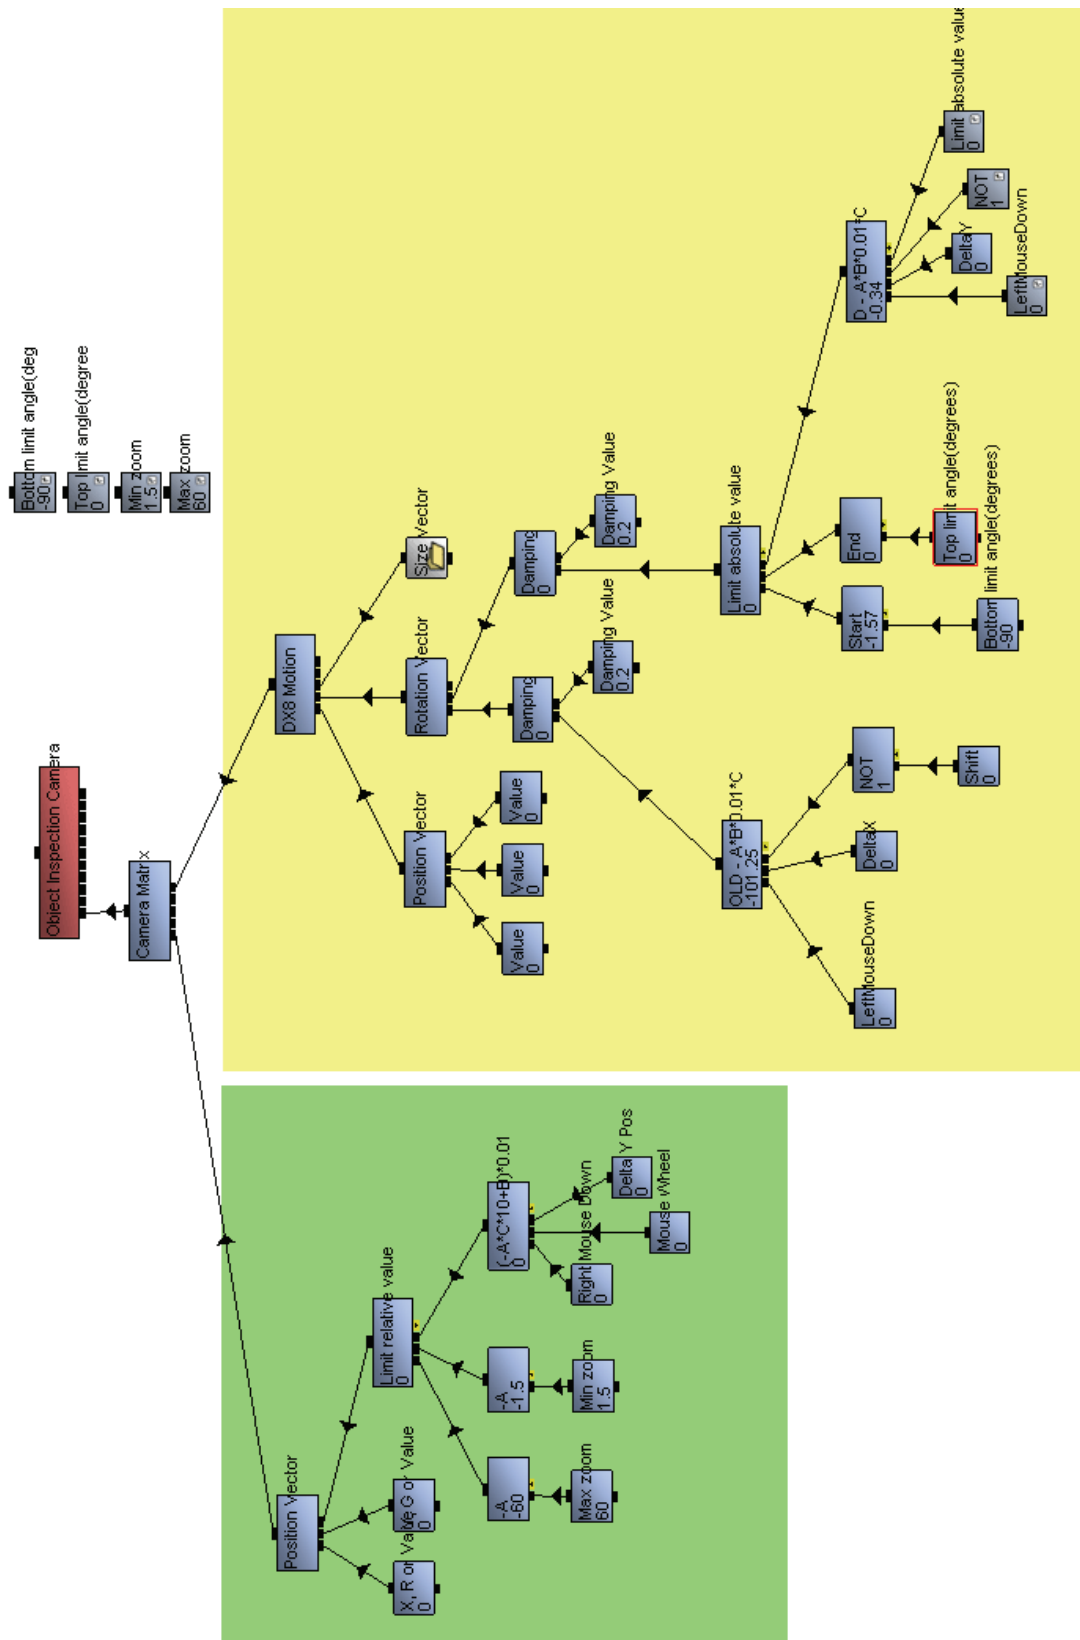 Object Inspection Camera
Camera Matrix
Bottom limit angle(deg
-90
Top limit angle(degree
0
Min zoom
1.5
Max zoom
60
Position Vector
X, R or Value
0
G or Value
0
Limit relative value
0
-A
-60
Max zoom
60
-A
-1.5
Min zoom
1.5
(-A*C*10+B)*0.01
0
Right Mouse Down
0
Mouse Wheel
0
Delta Y Pos
0
DX8 Motion
Position Vector
Value
0
Value
0
Value
0
Rotation Vector
Size Vector
Damping
0
Damping Value
0.2
Damping
0
Damping Value
0.2
OLD - A*B*0.01*C
-101.25
LeftMouseDown
0
DeltaX
0
NOT
1
Shift
0
Limit absolute value
0
Start
-1.57
Bottom limit angle(degrees)
-90
End
0
Top limit angle(degrees)
0
D - A*B*0.01*C
-0.34
LeftMouseDown
0
DeltaY
0
NOT
1
Limit absolute value
0